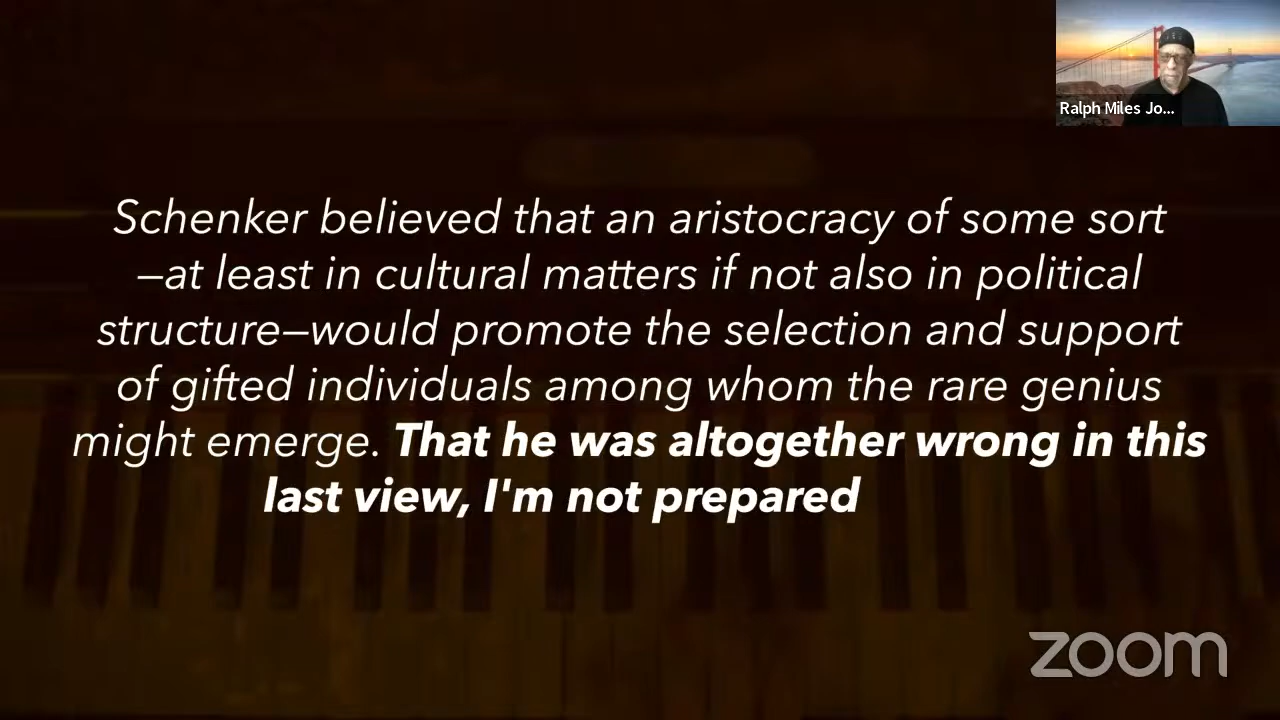 Ralph Miles Jo...
Schenker believed that an aristocracy of some sort
—at least in cultural matters if not also in political
structure—would promote the selection and support
of gifted individuals among whom the rare genius
might emerge. That he was altogether wrong in this
last view, I'm not prepared
zoom